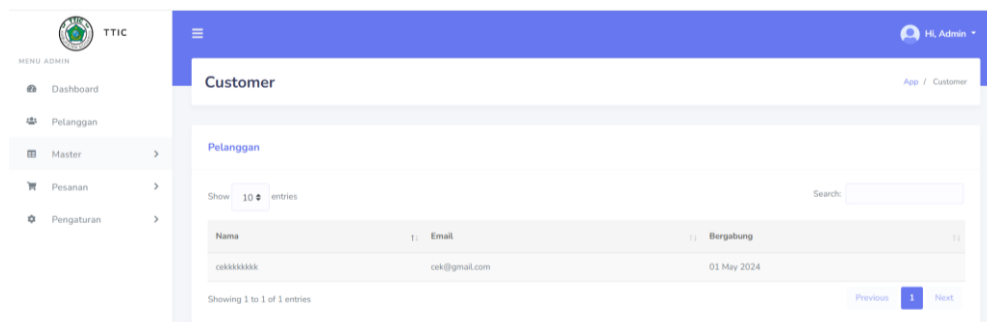 TTIC
Hi, Admin
MENU ADMIN
Dashboard
Pelanggan
Master
Pesanan
Pengaturan
Customer
App / Customer
Pelanggan
Show 10 entries
Search:
Nama Email Bergabung
cekkkkkkkk cek@gmail.com 01 May 2024
Showing 1 to 1 of 1 entries
Previous 1 Next